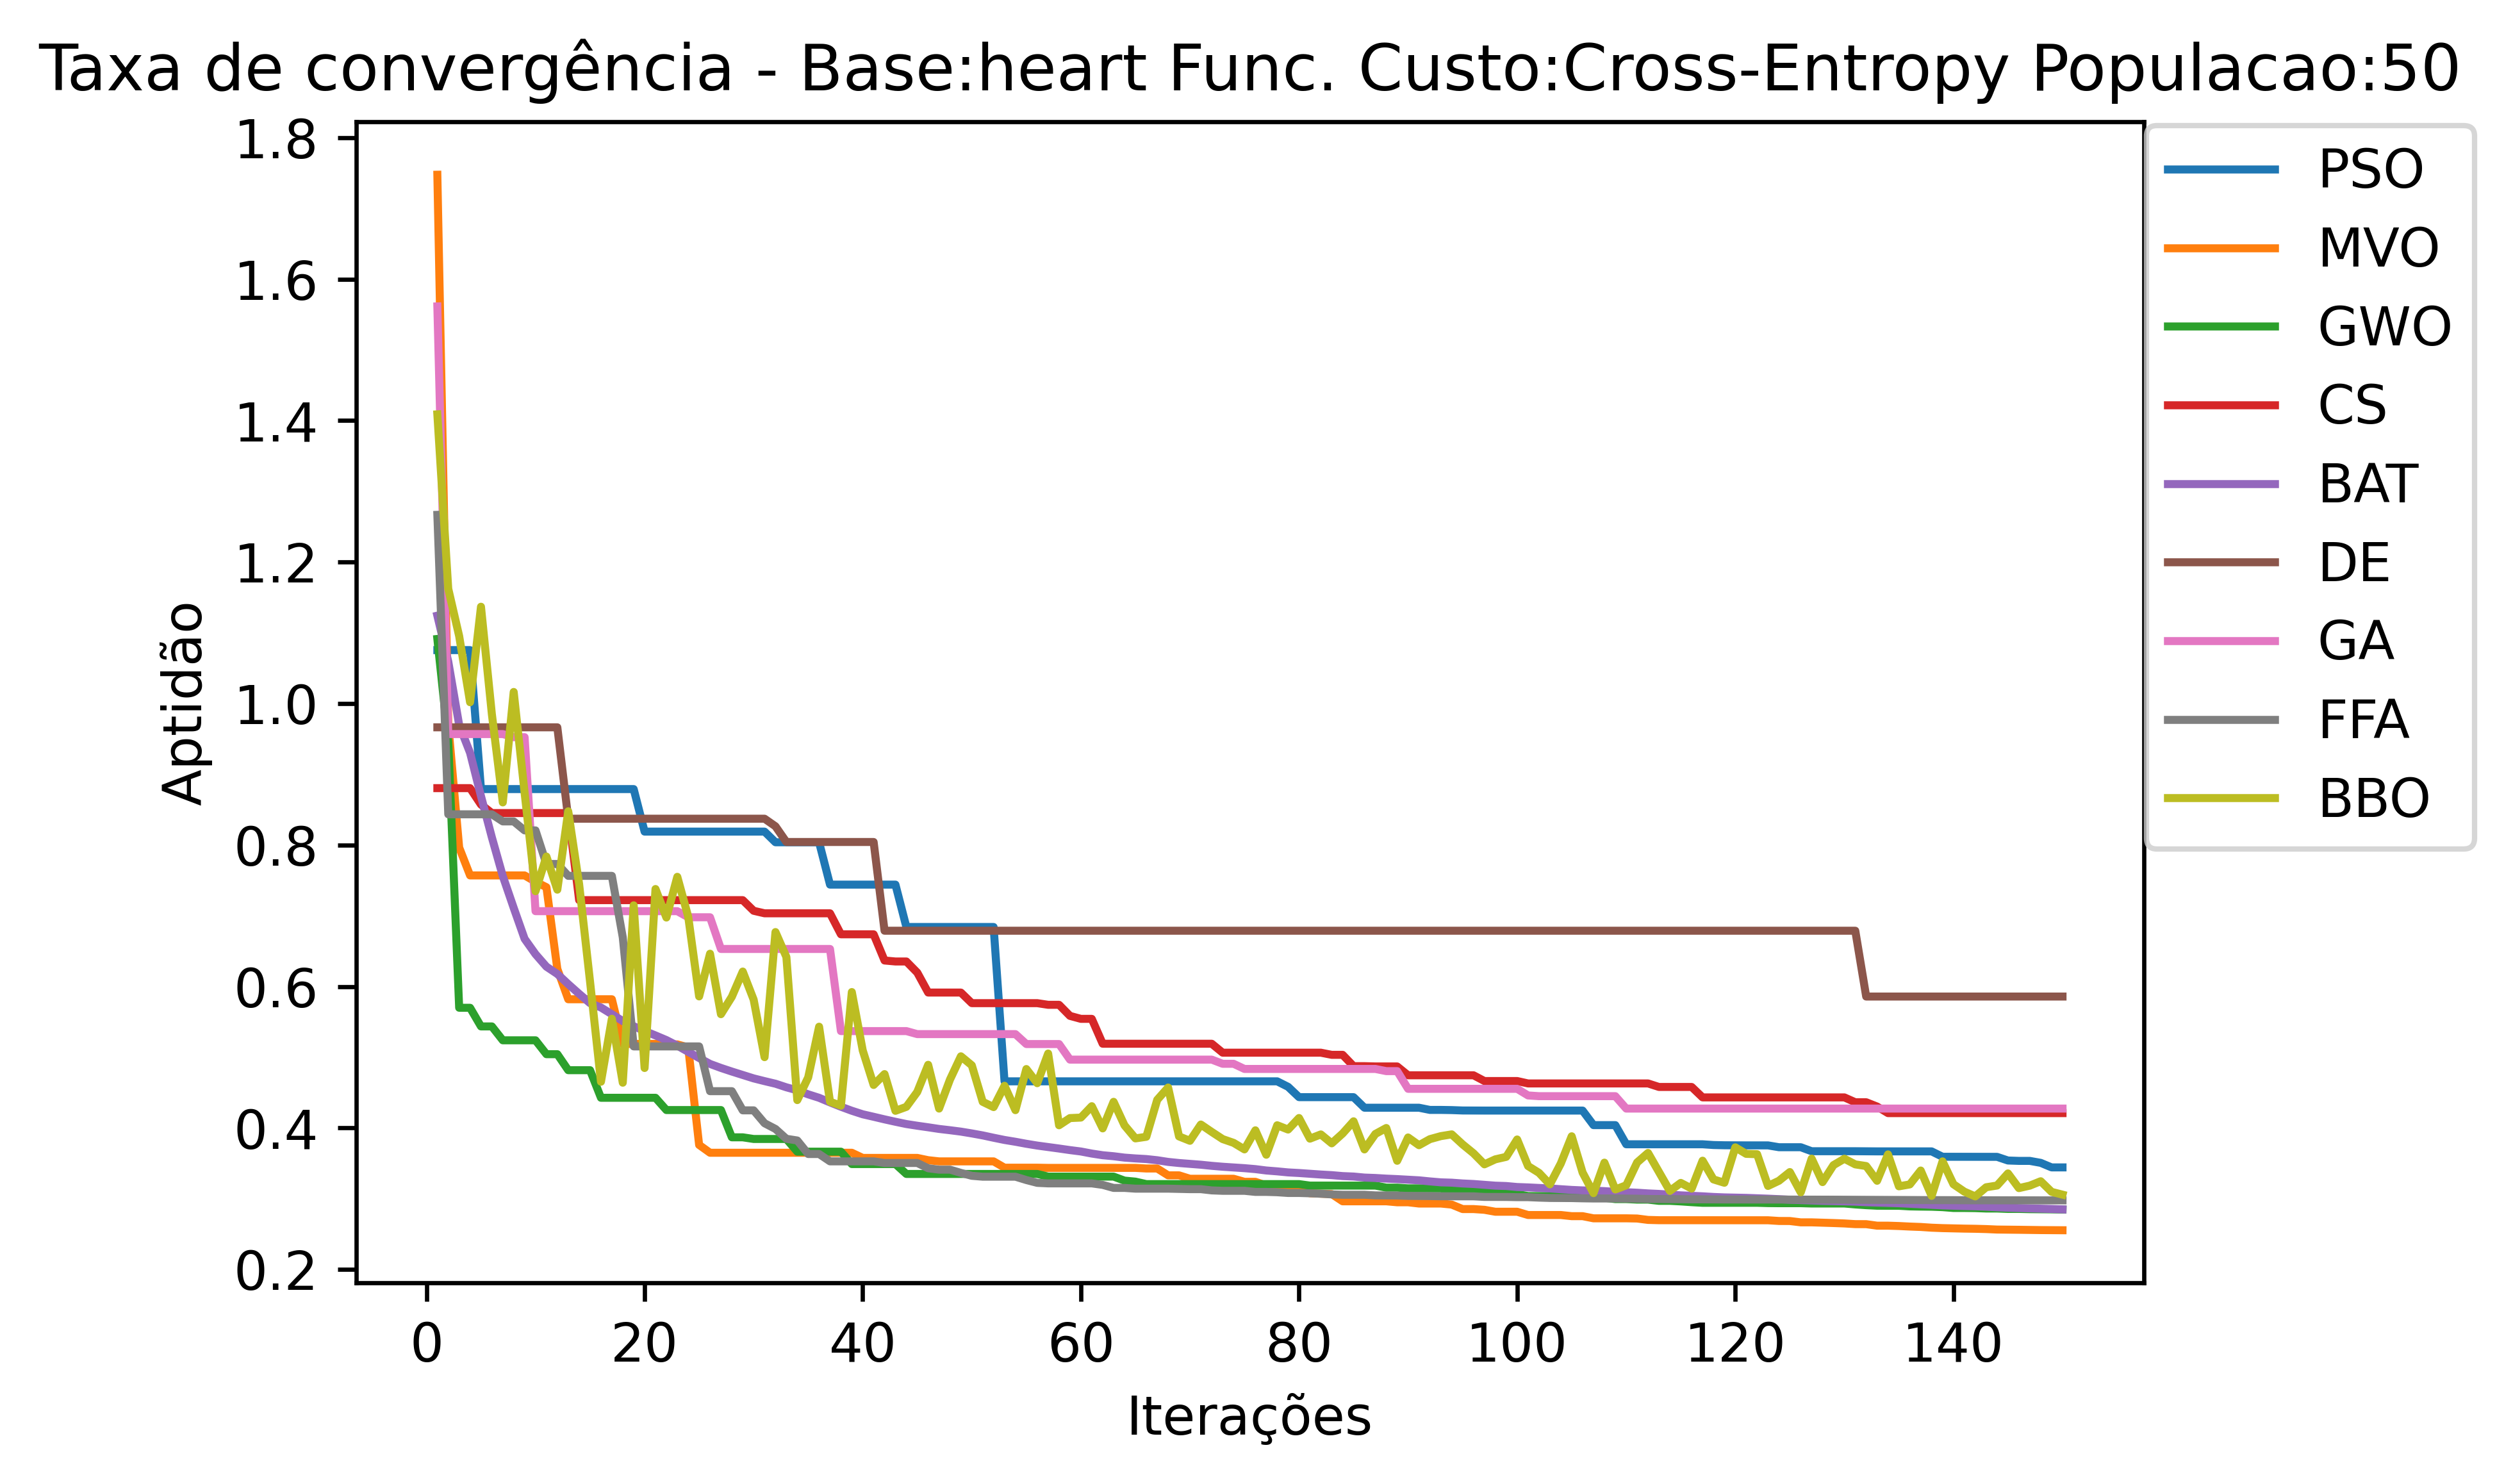 Taxa de convergência - Base:heart Func. Custo:Cross-Entropy Populacao:50
1.8
1.6
1.4
1.2
1.0
0.8
0.6
0.4
0.2
Aptidão
0 20 40 60 80 100 120 140
Iterações
PSO
MVO
GWO
CS
BAT
DE
GA
FFA
BBO